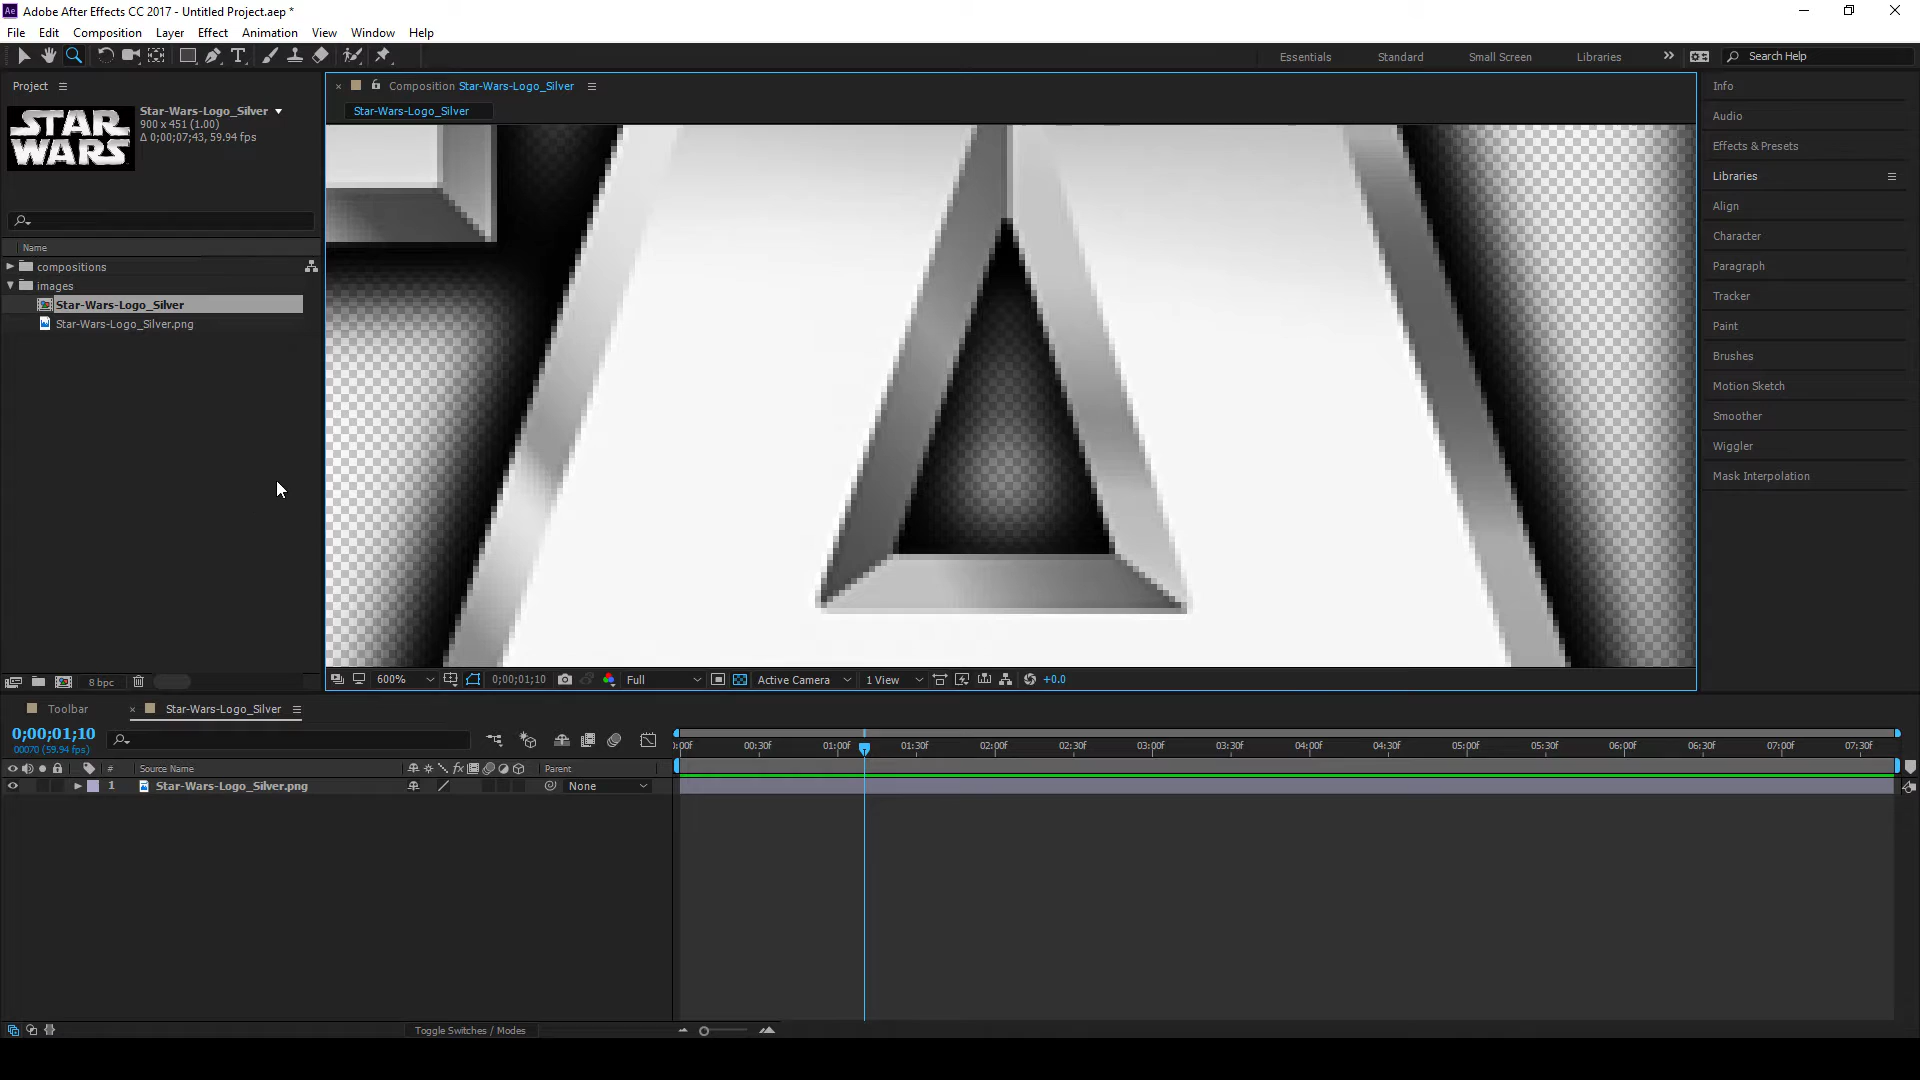 Adobe After Effects CC 2017 - Untitled Project.aep *
File Edit Composition Layer Effect Animation View Window Help
Essentials Standard Small Screen Libraries Search Help
Project
Composition Star-Wars-Logo_Silver
Star-Wars-Logo_Silver
STAR
WARS
Star-Wars-Logo_Silver
900 x 451 (1.00)
Δ 0;00;07;43, 59.94 fps
Name
compositions
images
Star-Wars-Logo_Silver
Star-Wars-Logo_Silver.png
Info
Audio
Effects & Presets
Libraries
Align
Character
Paragraph
Tracker
Paint
Brushes
Motion Sketch
Smoother
Wiggler
Mask Interpolation
8 bpc
600% 0;00;01;10 Full Active Camera 1 View +0.0
Toolbar Star-Wars-Logo_Silver
0;00;01;10
00070 (59.94 fps)
:00f 00:30f 01:00f 01:30f 02:00f 02:30f 03:00f 03:30f 04:00f 04:30f 05:00f 05:30f 06:00f 06:30f 07:00f 07:30f
# Source Name fx Parent
1 Star-Wars-Logo_Silver.png None
Toggle Switches / Modes